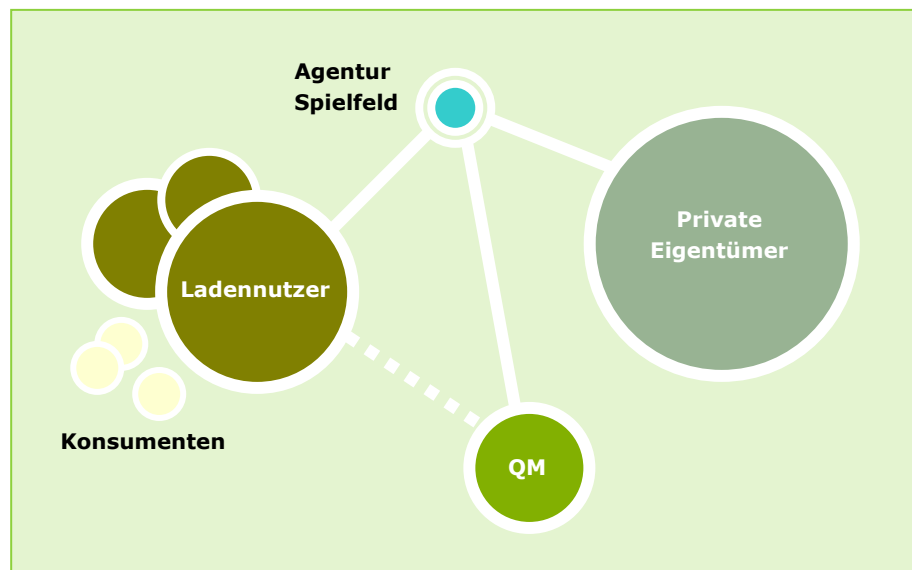 Agentur
Spielfeld
Private
Eigentümer
Ladennutzer
Konsumenten
QM